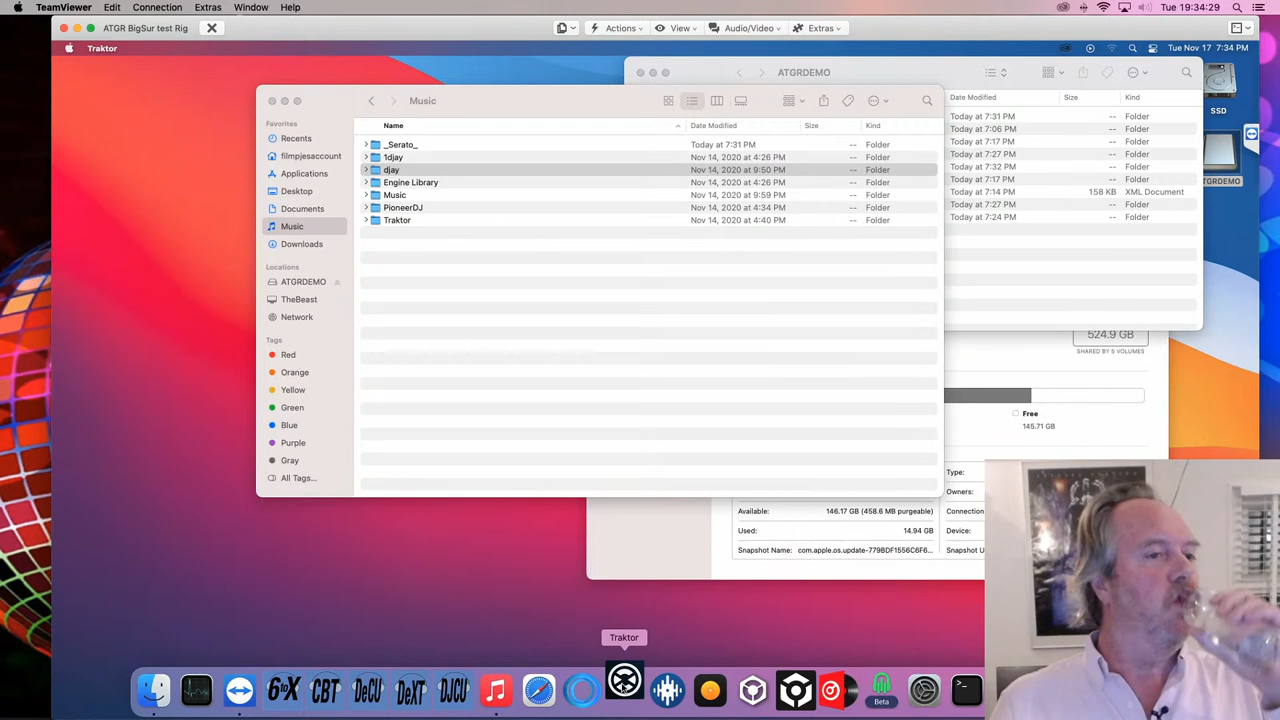 TeamViewer Edit Connection Extras Window Help
Tue Nov 17 19:34:29
ATGR BigSur test Rig
Actions View Audio/Video Extras
Traktor
Tue Nov 17 7:34 PM
ATGRDEMO
Date Modified Size Kind
Today at 7:31 PM -- Folder
Today at 7:06 PM -- Folder
Today at 7:17 PM -- Folder
Today at 7:27 PM -- Folder
Today at 7:32 PM -- Folder
Today at 7:17 PM -- Folder
Today at 7:14 PM 158 KB XML Document
Today at 7:27 PM -- Folder
Today at 7:24 PM -- Folder
SSD
ATGRDEMO
Music
Name Date Modified Size Kind
_Serato_ Today at 7:31 PM -- Folder
1djay Nov 14, 2020 at 4:26 PM -- Folder
djay Nov 14, 2020 at 9:50 PM -- Folder
Engine Library Nov 14, 2020 at 4:26 PM -- Folder
Music Nov 14, 2020 at 9:59 PM -- Folder
PioneerDJ Nov 14, 2020 at 4:34 PM -- Folder
Traktor Nov 14, 2020 at 4:40 PM -- Folder
Favorites
Recents
filmpjesaccount
Applications
Desktop
Documents
Music
Downloads
Locations
ATGRDEMO
TheBeast
Network
Tags
Red
Orange
Yellow
Green
Blue
Purple
Gray
All Tags...
524.9 GB
SHARED BY 5 VOLUMES
Free
145.71 GB
Type:
Owners:
Available: 146.17 GB (458.6 MB purgeable)
Connection
Used: 14.94 GB
Device:
Snapshot Name: com.apple.os.update-779BDF1556C6F6...
Snapshot U
Traktor
6toX CBT DeCU DeXT DJCU
Beta
>_